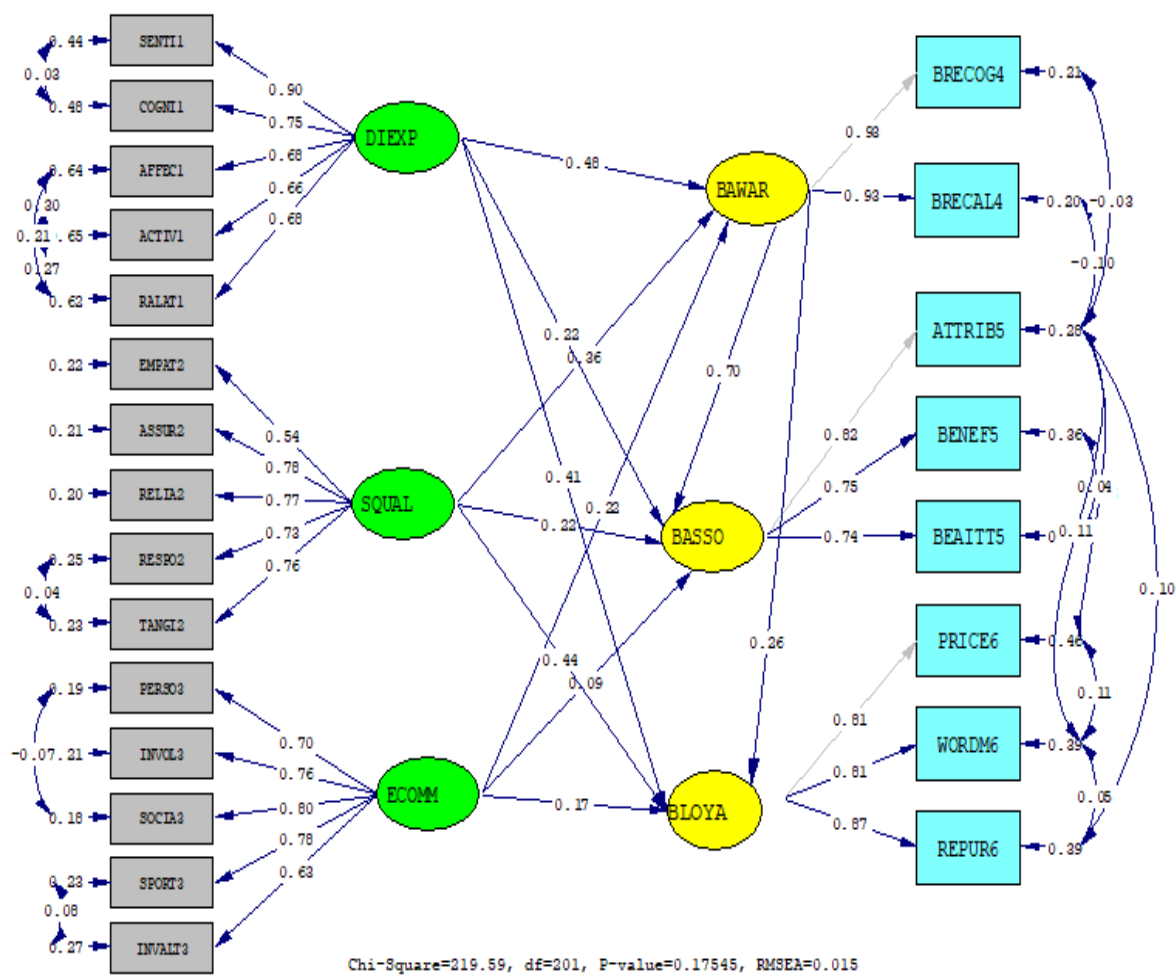 0.44 SENTI1
0.03
0.48 COGNI1
0.64 AFFEC1
0.30
0.21 0.65 ACTIV1
0.27
0.62 RALAT1
0.22 EMPAT2
0.21 ASSUR2
0.20 RELIA2
0.25 RESPO2
0.04
0.23 TANGI2
0.19 PERSO3
-0.07 .21 INVOL3
0.18 SOCIA3
0.23 SPORT3
0.08
0.27 INVALT3
0.90
0.75
0.68
0.66
0.68
0.54
0.78
0.77
0.73
0.76
0.70
0.76
0.80
0.78
0.63
DIEXP
SQUAL
ECOMM
0.48
0.22
0.36
0.70
0.41
0.22
0.22
0.44
0.09
0.26
0.17
BAWAR
BASSO
BLOYA
0.93
0.82
0.75
0.74
0.81
0.81
0.87
BRECOG4 0.21
BRECAL4 0.20 -0.03
-0.10
ATTRIB5 0.28
BENEF5 0.36
0.04
BEAITT5 0.11
0.10
PRICE6 0.46
0.11
WORDM6 0.39
0.05
REPUR6 0.39
Chi-Square=219.59, df=201, P-value=0.17545, RMSEA=0.015